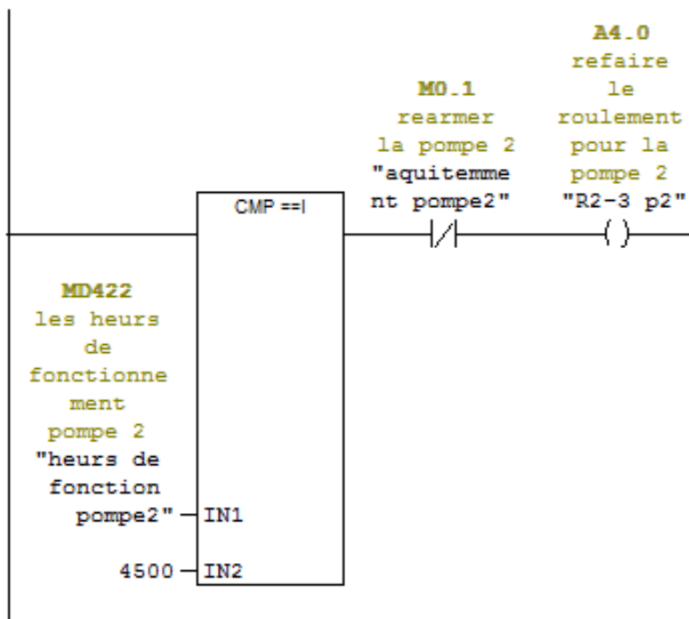 A4.0
refaire
le
roulement
pour la
pompe 2
"R2-3 p2"
M0.1
rearmer
la pompe 2
"aquitemme
nt pompe2"
CMP ==I
MD422
les heurs
de
fonctionne
ment
pompe 2
"heurs de
fonction
pompe2"
IN1
4500
IN2